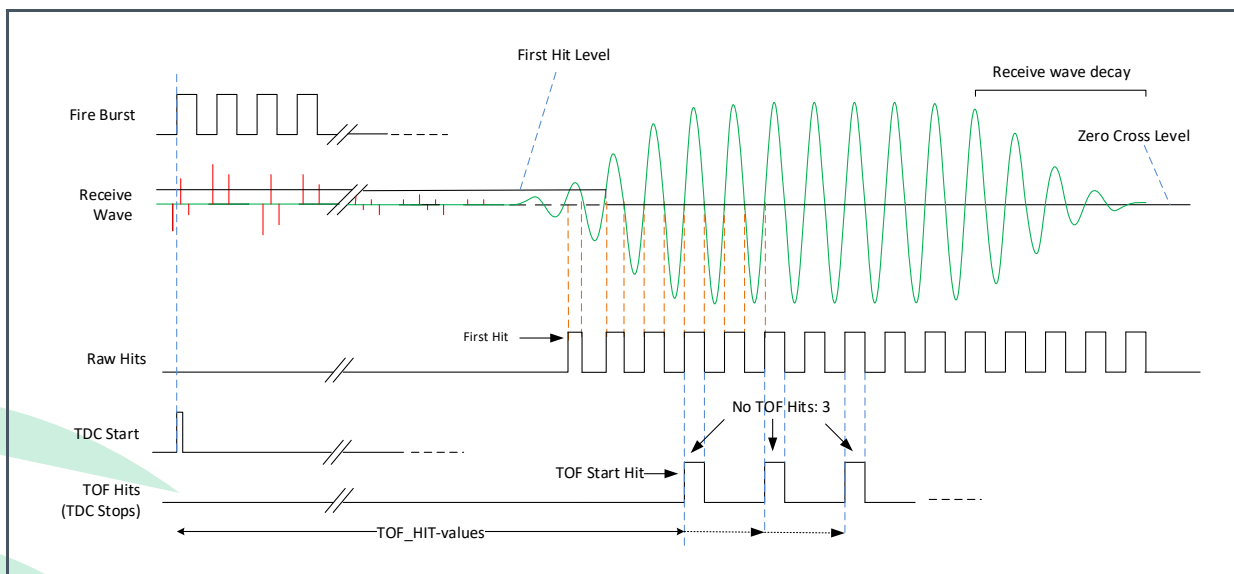 First Hit Level
Receive wave decay
Fire Burst
Zero Cross Level
Receive
Wave
First Hit
Raw Hits
No TOF Hits: 3
TDC Start
TOF Start Hit
TOF Hits
(TDC Stops)
TOF_HIT-values